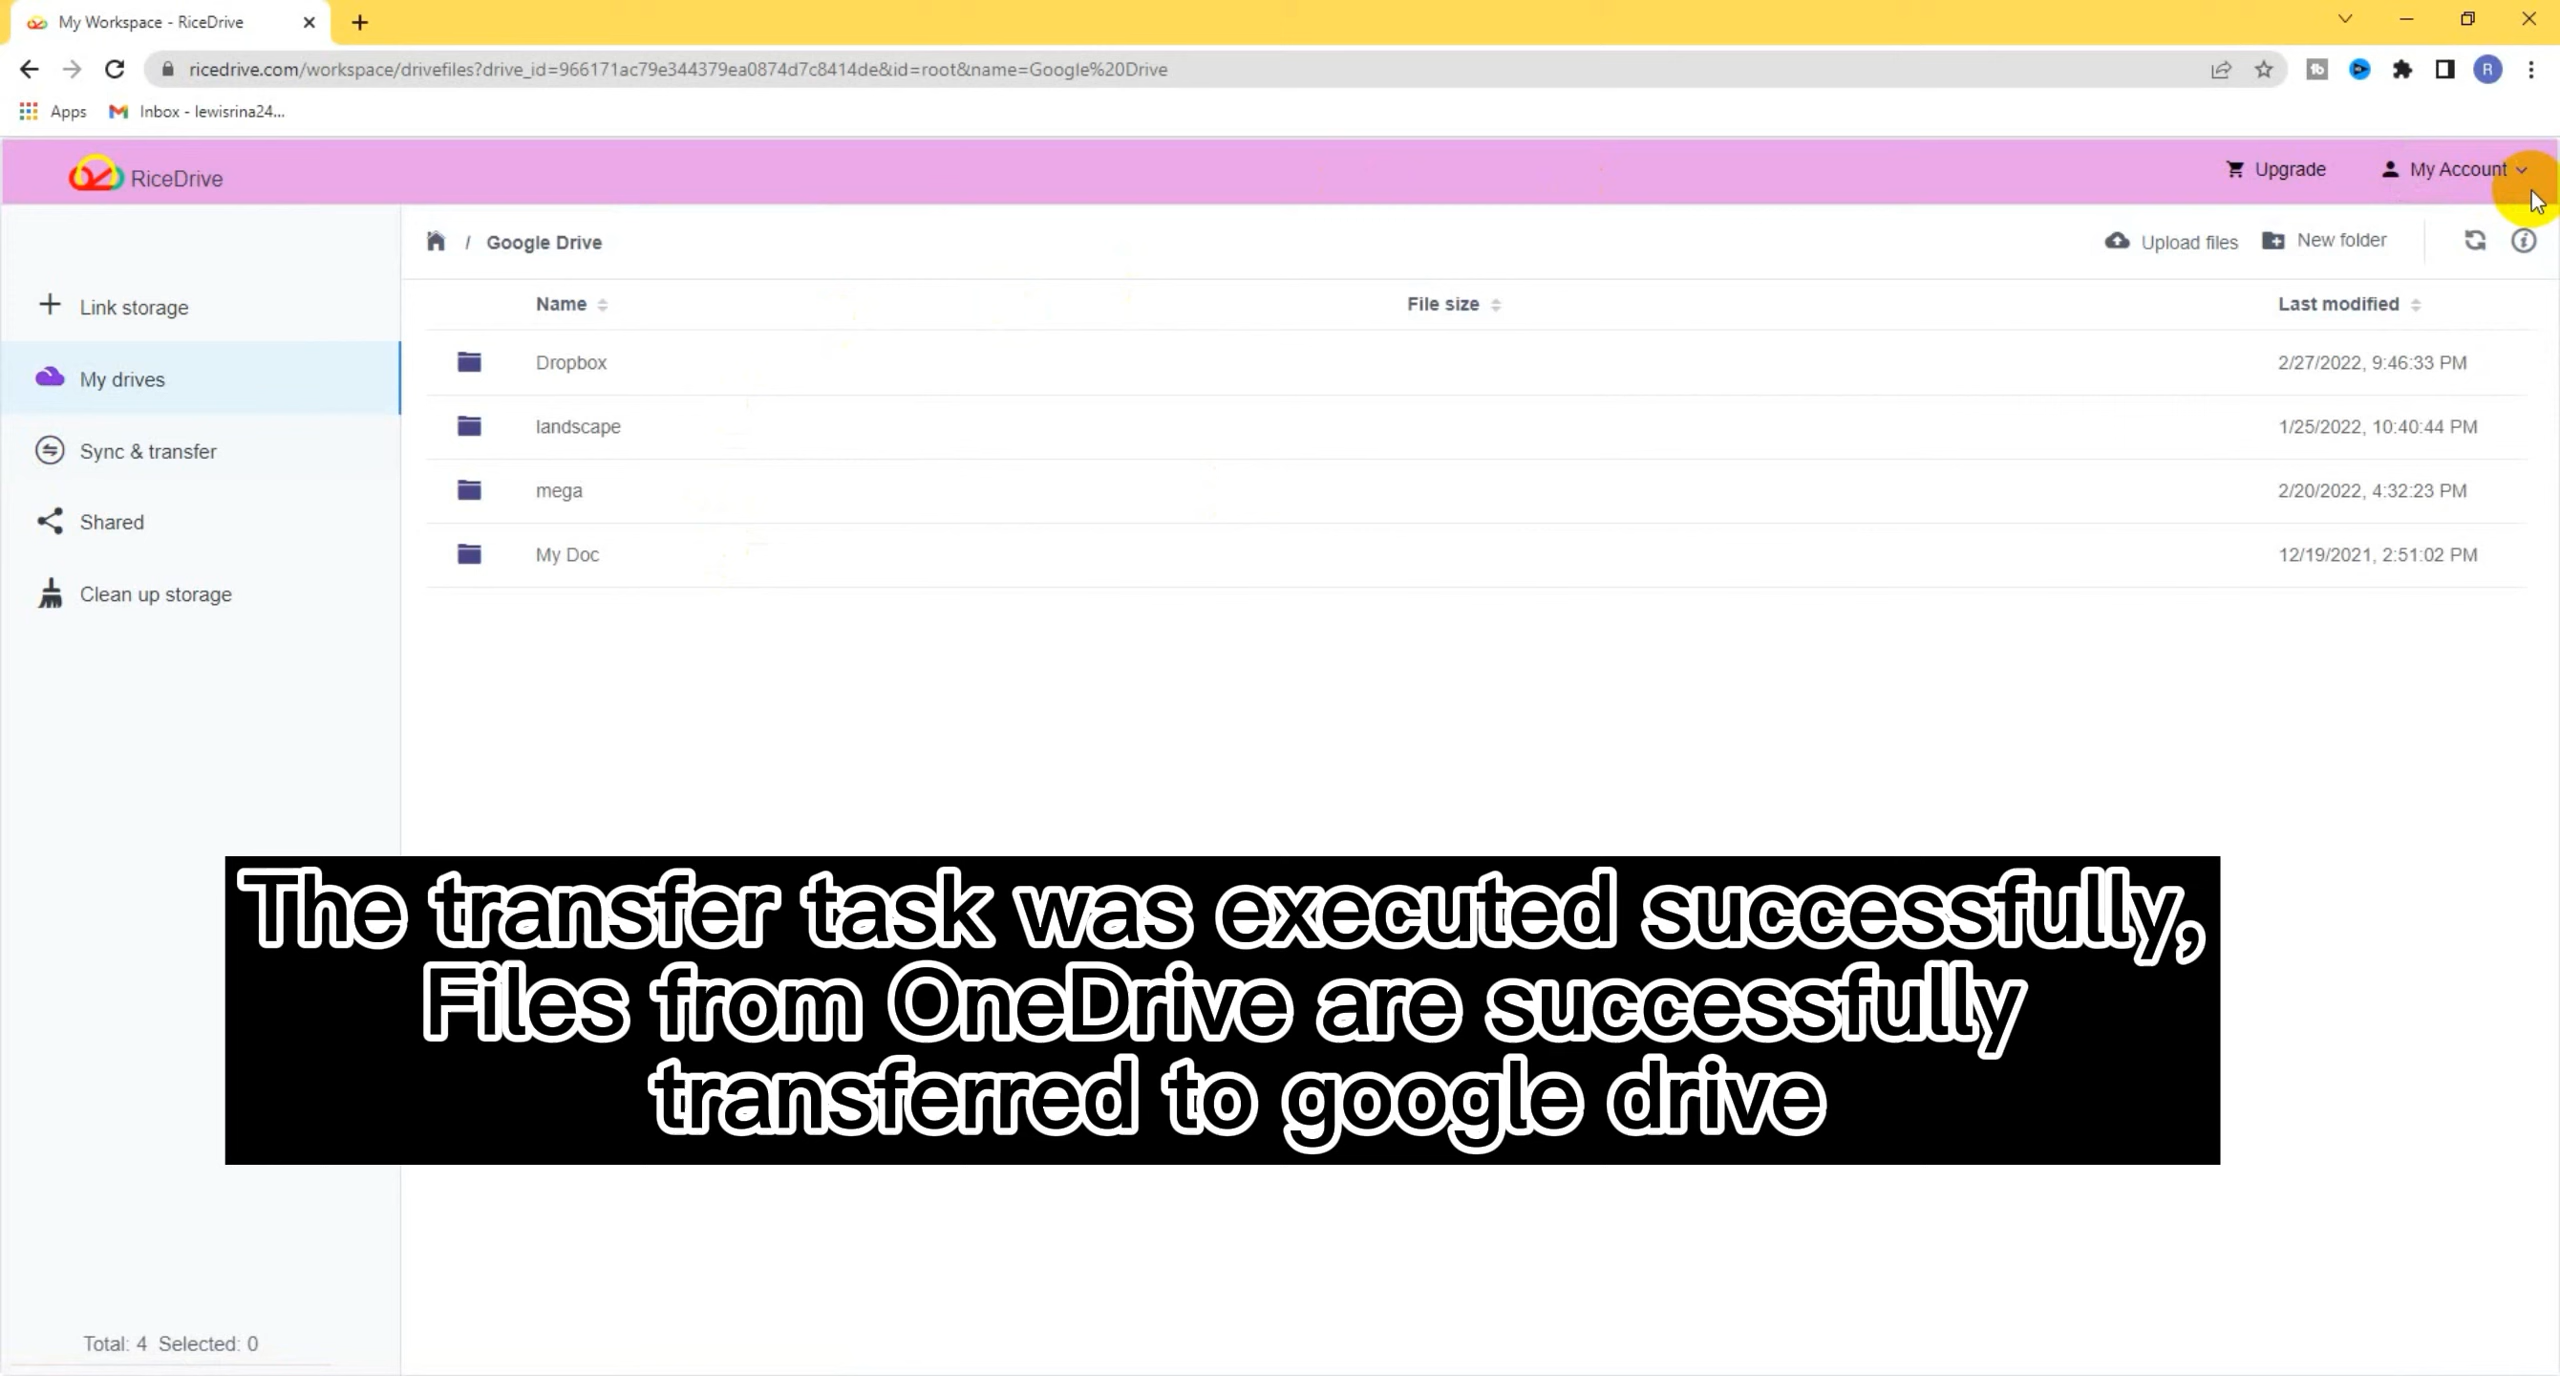 My Workspace - RiceDrive
ricedrive.com/workspace/drivefiles?drive_id=966171ac79e344379ea0874d7c8414de&id=root&name=Google%20Drive
R
Apps Inbox - lewisrina24...
RiceDrive
Upgrade My Account
/ Google Drive
Upload files New folder
Link storage
My drives
Sync & transfer
Shared
Clean up storage
Name File size Last modified
Dropbox 2/27/2022, 9:46:33 PM
landscape 1/25/2022, 10:40:44 PM
mega 2/20/2022, 4:32:23 PM
My Doc 12/19/2021, 2:51:02 PM
The transfer task was executed successfully,
Files from OneDrive are successfully
transferred to google drive
Total: 4 Selected: 0